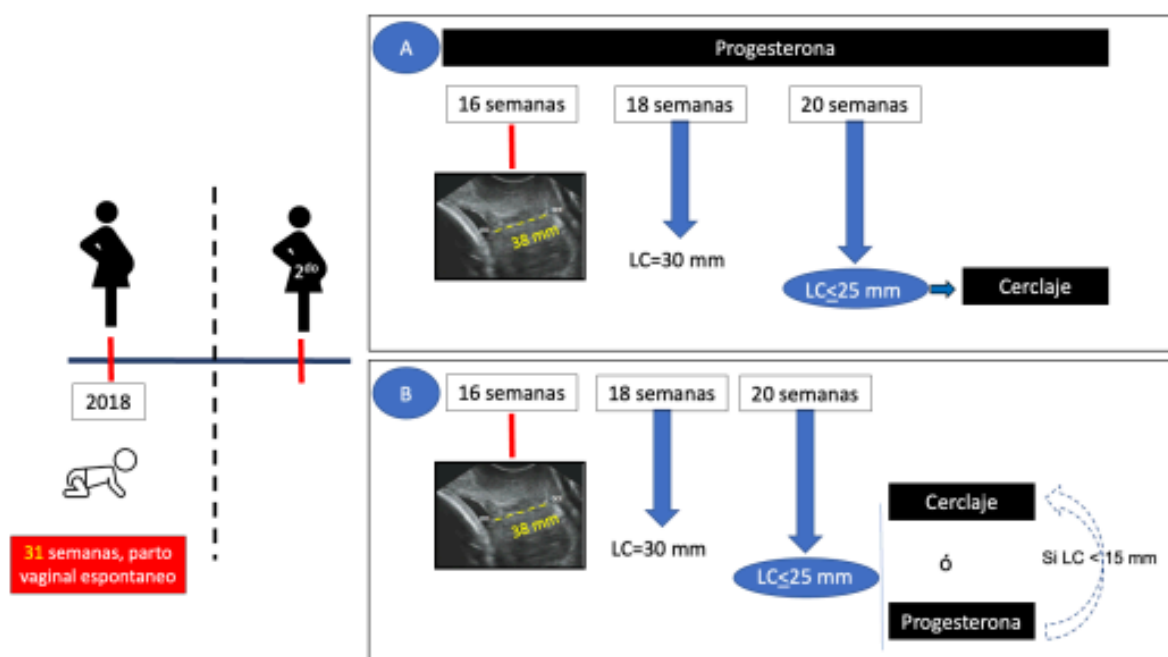 2do
2018
31 semanas, parto
vaginal espontaneo
A
Progesterona
16 semanas
18 semanas
20 semanas
38 mm
LC=30 mm
LC≤25 mm
Cerclaje
B
16 semanas
18 semanas
20 semanas
38 mm
LC=30 mm
LC≤25 mm
Cerclaje
ó
Si LC < 15 mm
Progesterona